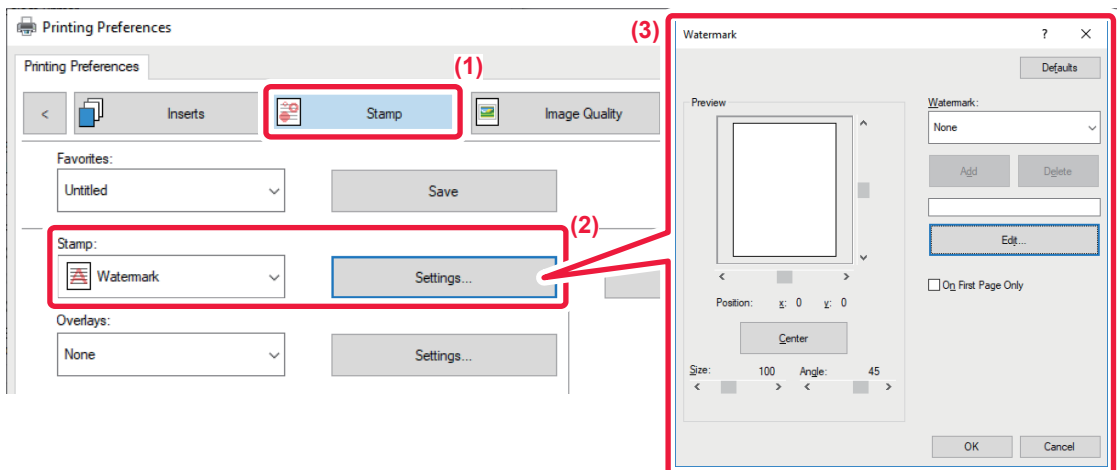 Printing Preferences
Printing Preferences
(1)
<
Inserts
Stamp
Image Quality
Favorites:
Untitled
Save
(2)
Stamp:
Watermark
Settings...
Overlays:
None
Settings...
(3)
Watermark
?
Defaults
Preview
Watermark:
None
Add
Delete
Edit...
On First Page Only
Position: x: 0 y: 0
Center
Size: 100 Angle: 45
OK
Cancel